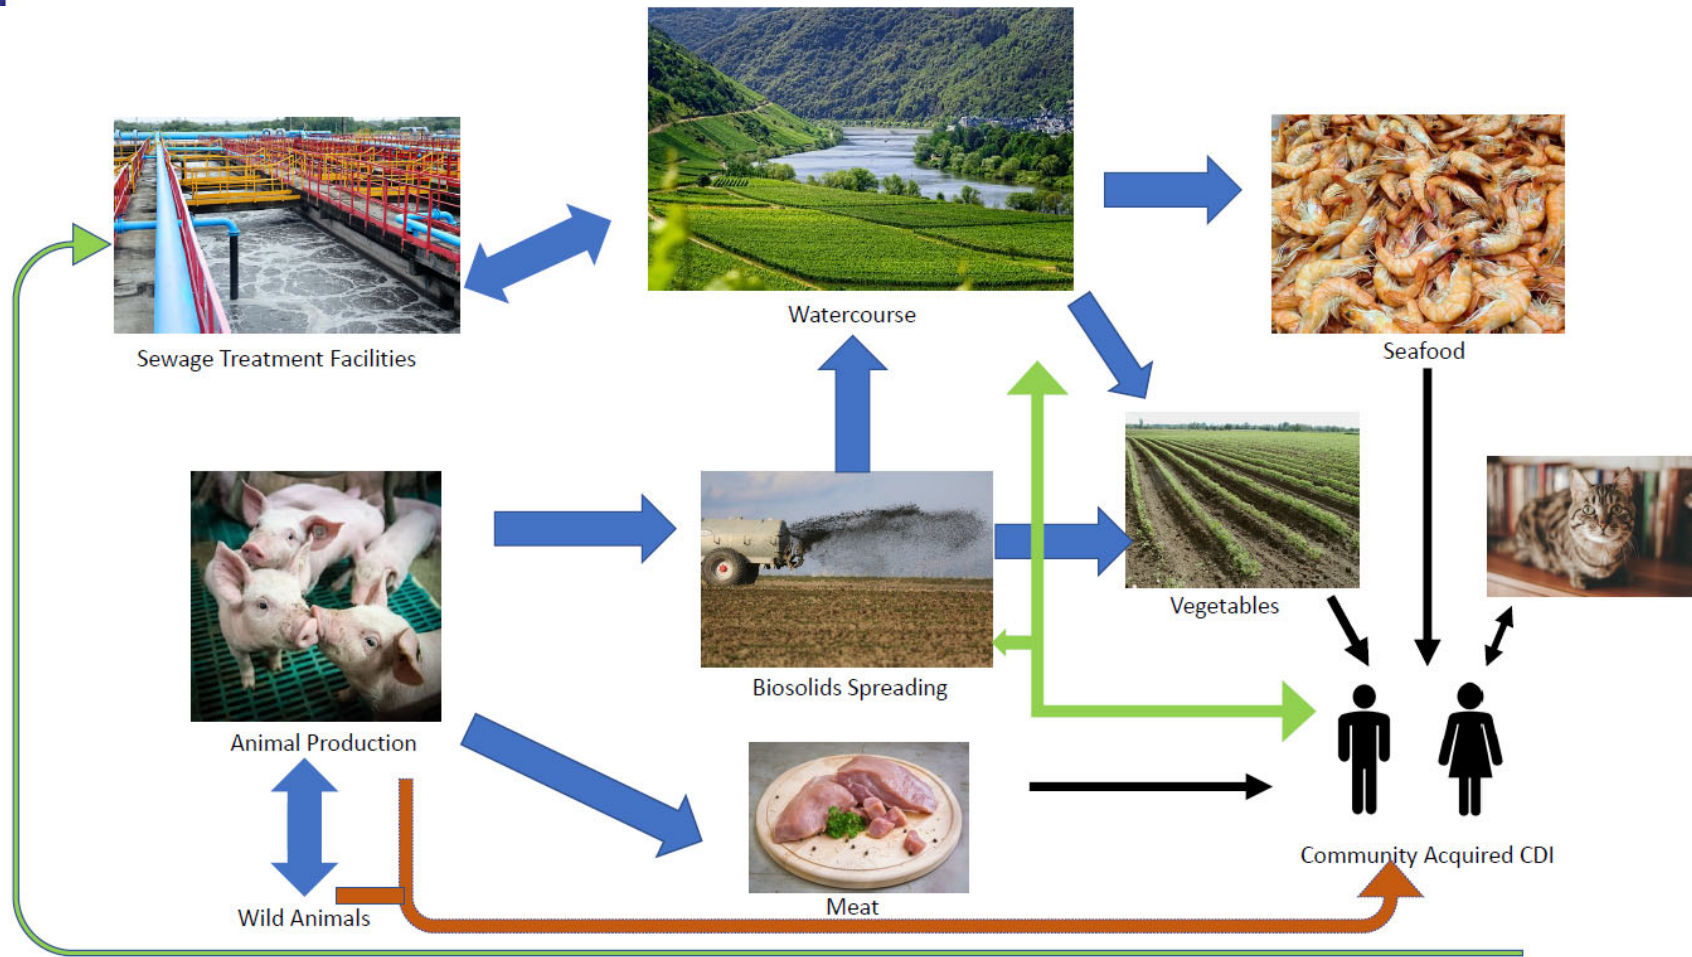 Watercourse
Sewage Treatment Facilities
Seafood
Vegetables
Biosolids Spreading
Animal Production
Community Acquired CDI
Meat
Wild Animals